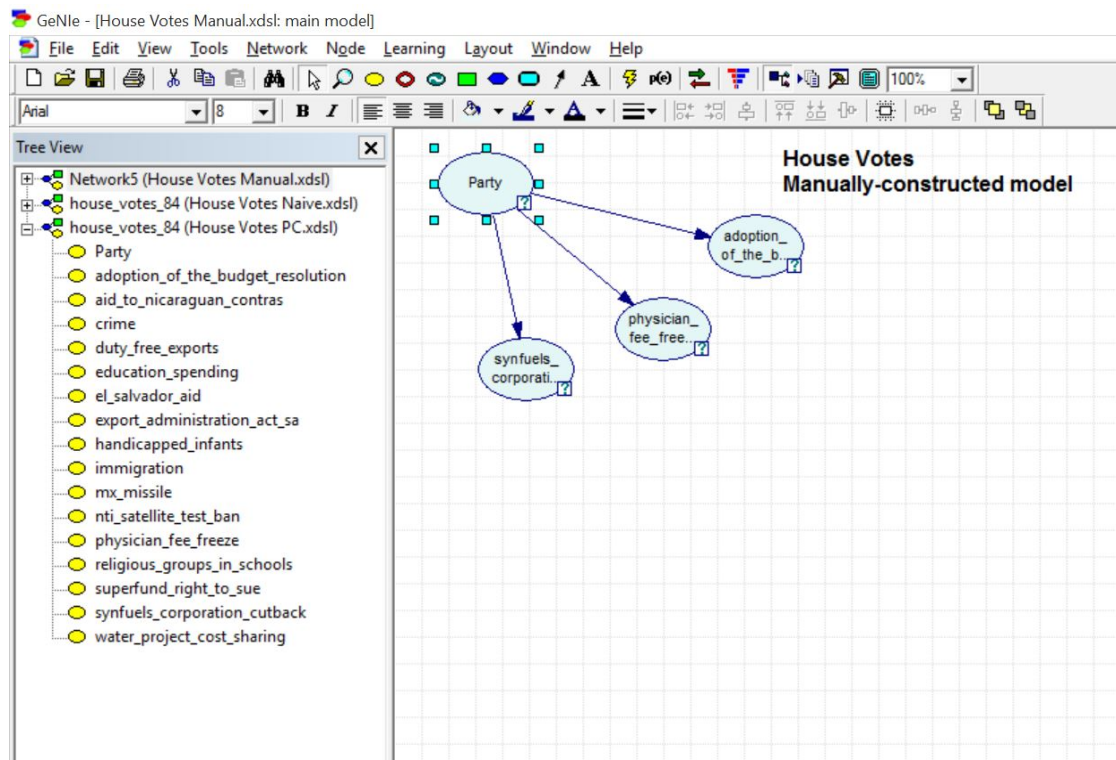 GeNIe - [House Votes Manual.xdsl: main model]
File Edit View Tools Network Node Learning Layout Window Help
A P(e) 100%
Arial 8 B I A
Tree View
Network5 (House Votes Manual.xdsl)
house_votes_84 (House Votes Naive.xdsl)
house_votes_84 (House Votes PC.xdsl)
Party
adoption_of_the_budget_resolution
aid_to_nicaraguan_contras
crime
duty_free_exports
education_spending
el_salvador_aid
export_administration_act_sa
handicapped_infants
immigration
mx_missile
nti_satellite_test_ban
physician_fee_freeze
religious_groups_in_schools
superfund_right_to_sue
synfuels_corporation_cutback
water_project_cost_sharing
House Votes
Manually-constructed model
Party
?
adoption_
of_the_b...
?
physician_
fee_free...
?
synfuels_
corporati...
?